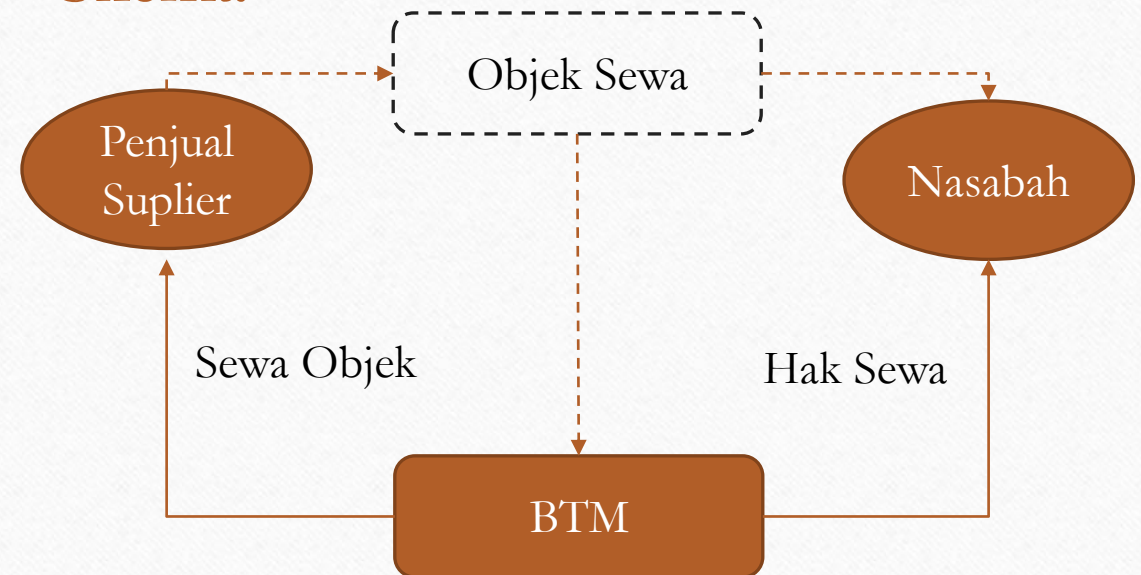 Objek Sewa
Penjual
Suplier
Nasabah
Sewa Objek
Hak Sewa
BTM